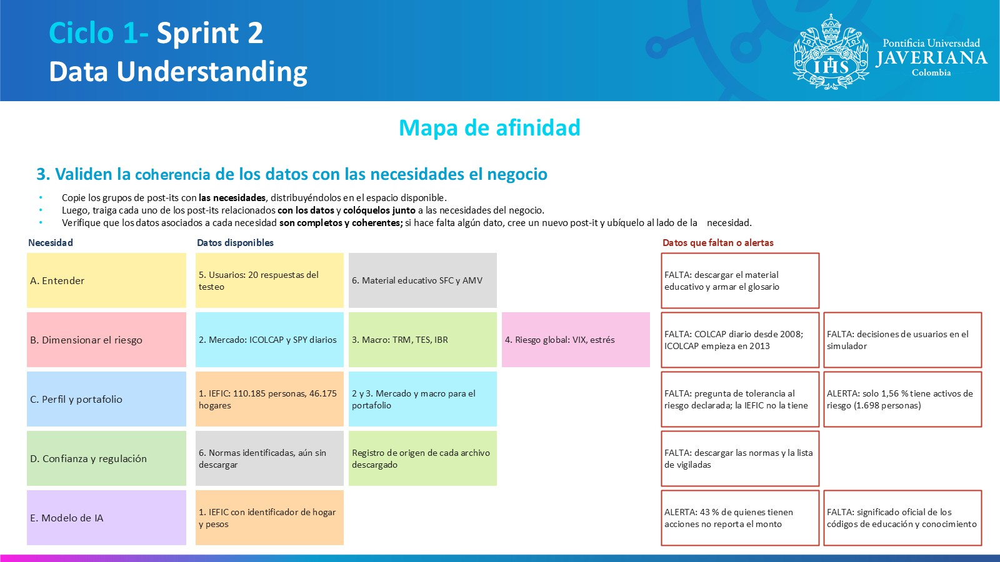 Ciclo 1- Sprint 2
Data Understanding
Pontificia Universidad
JAVERIANA
Colombia
IHS
Mapa de afinidad
3. Validen la coherencia de los datos con las necesidades el negocio
• Copie los grupos de post-its con las necesidades, distribuyéndolos en el espacio disponible.
• Luego, traiga cada uno de los post-its relacionados con los datos y colóquelos junto a las necesidades del negocio.
• Verifique que los datos asociados a cada necesidad son completos y coherentes; si hace falta algún dato, cree un nuevo post-it y ubíquelo al lado de la necesidad.
Necesidad
Datos disponibles
Datos que faltan o alertas
A. Entender
5. Usuarios: 20 respuestas del
testeo
6. Material educativo SFC y AMV
FALTA: descargar el material
educativo y armar el glosario
B. Dimensionar el riesgo
2. Mercado: ICOLCAP y SPY diarios
3. Macro: TRM, TES, IBR
4. Riesgo global: VIX, estrés
FALTA: COLCAP diario desde 2008;
ICOLCAP empieza en 2013
FALTA: decisiones de usuarios en el
simulador
C. Perfil y portafolio
1. IEFIC: 110.185 personas, 46.175
hogares
2 y 3. Mercado y macro para el
portafolio
FALTA: pregunta de tolerancia al
riesgo declarada; la IEFIC no la tiene
ALERTA: solo 1,56 % tiene activos de
riesgo (1.698 personas)
D. Confianza y regulación
6. Normas identificadas, aún sin
descargar
Registro de origen de cada archivo
descargado
FALTA: descargar las normas y la lista
de vigiladas
E. Modelo de IA
1. IEFIC con identificador de hogar
y pesos
ALERTA: 43 % de quienes tienen
acciones no reporta el monto
FALTA: significado oficial de los
códigos de educación y conocimiento